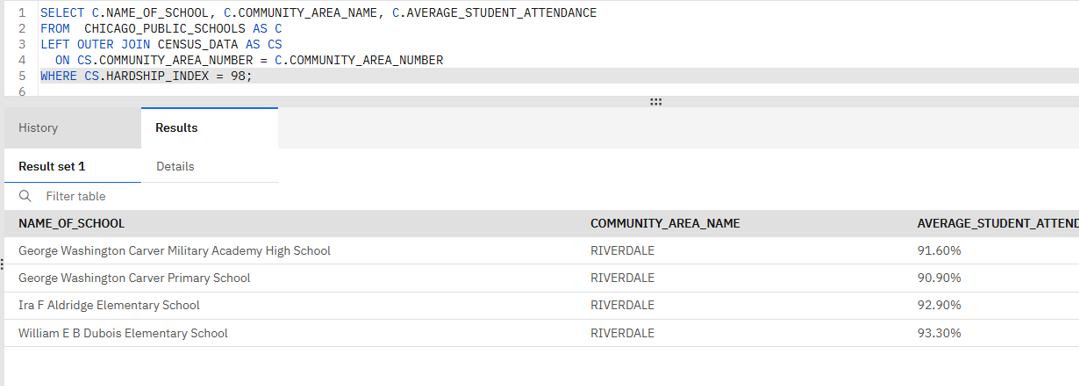 1 SELECT C.NAME_OF_SCHOOL, C.COMMUNITY_AREA_NAME, C.AVERAGE_STUDENT_ATTENDANCE
2 FROM  CHICAGO_PUBLIC_SCHOOLS AS C
3 LEFT OUTER JOIN CENSUS_DATA AS CS
4   ON CS.COMMUNITY_AREA_NUMBER = C.COMMUNITY_AREA_NUMBER
5 WHERE CS.HARDSHIP_INDEX = 98;
6
History Results
Result set 1 Details
Filter table
NAME_OF_SCHOOL COMMUNITY_AREA_NAME AVERAGE_STUDENT_ATTEND
George Washington Carver Military Academy High School RIVERDALE 91.60%
George Washington Carver Primary School RIVERDALE 90.90%
Ira F Aldridge Elementary School RIVERDALE 92.90%
William E B Dubois Elementary School RIVERDALE 93.30%